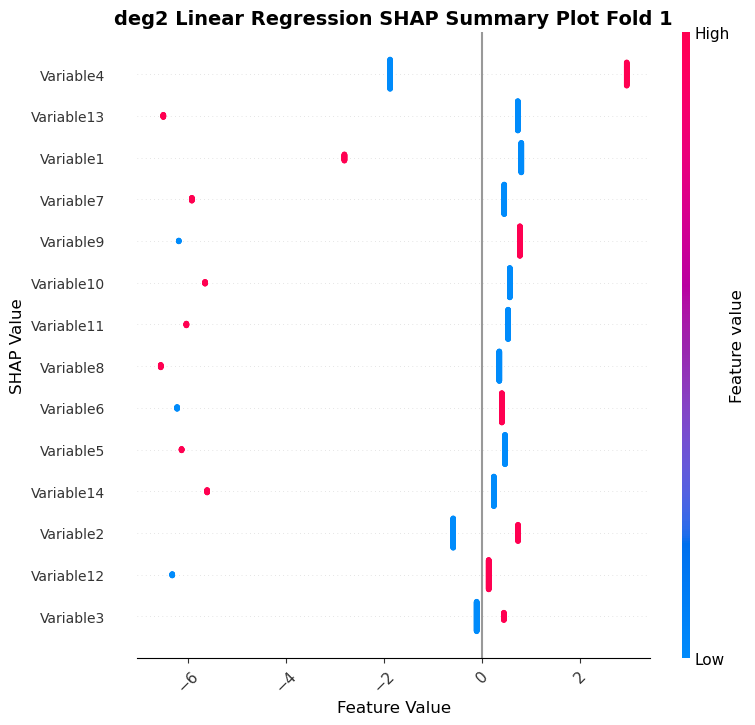 deg2 Linear Regression SHAP Summary Plot Fold 1
High
Variable4
Variable13
Variable1
Variable7
Variable9
Variable10
Variable11
Variable8
Variable6
Variable5
Variable14
Variable2
Variable12
Variable3
SHAP Value
Feature value
Low
−6
−4
−2
0
2
Feature Value